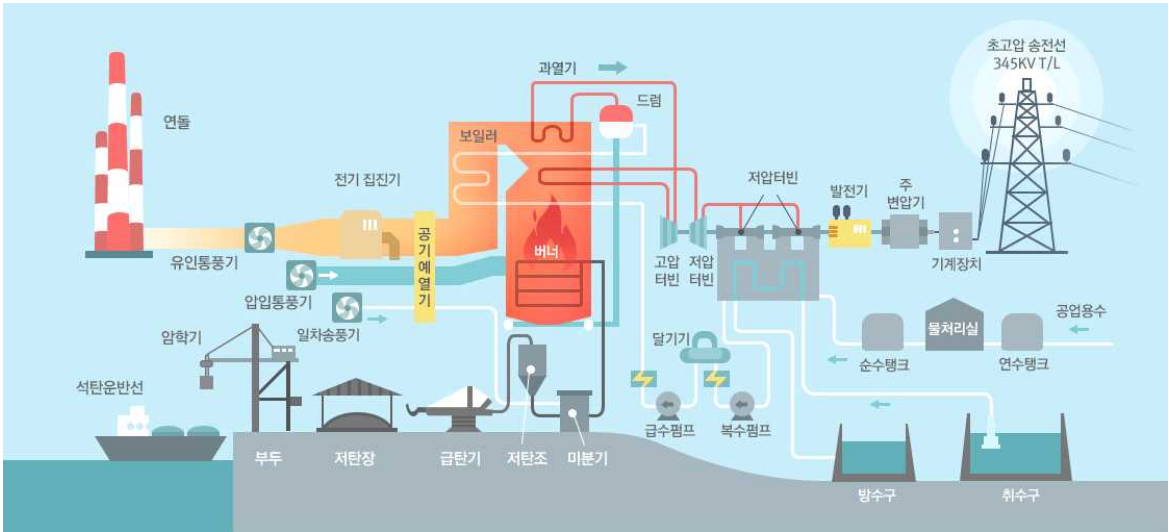 초고압 송전선
345KV T/L
과열기
드럼
연돌
보일러
전기 집진기
저압터빈
발전기
주
변압기
공기예열기
버너
유인통풍기
고압
터빈
저압
터빈
기계장치
압입통풍기
일차송풍기
암학기
달기기
물처리실
공업용수
순수탱크
연수탱크
석탄운반선
급수펌프
복수펌프
부두
저탄장
급탄기
저탄조
미분기
방수구
취수구